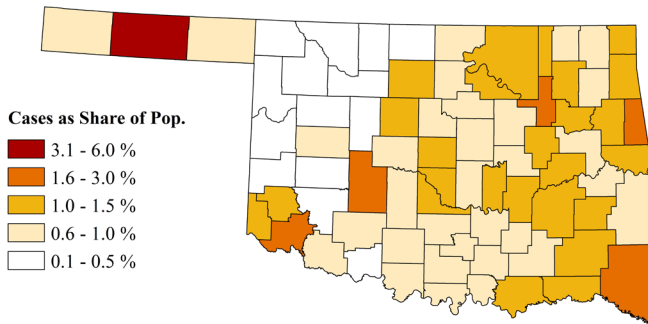 Cases as Share of Pop.
3.1 - 6.0 %
1.6 - 3.0 %
1.0 - 1.5 %
0.6 - 1.0 %
0.1 - 0.5 %